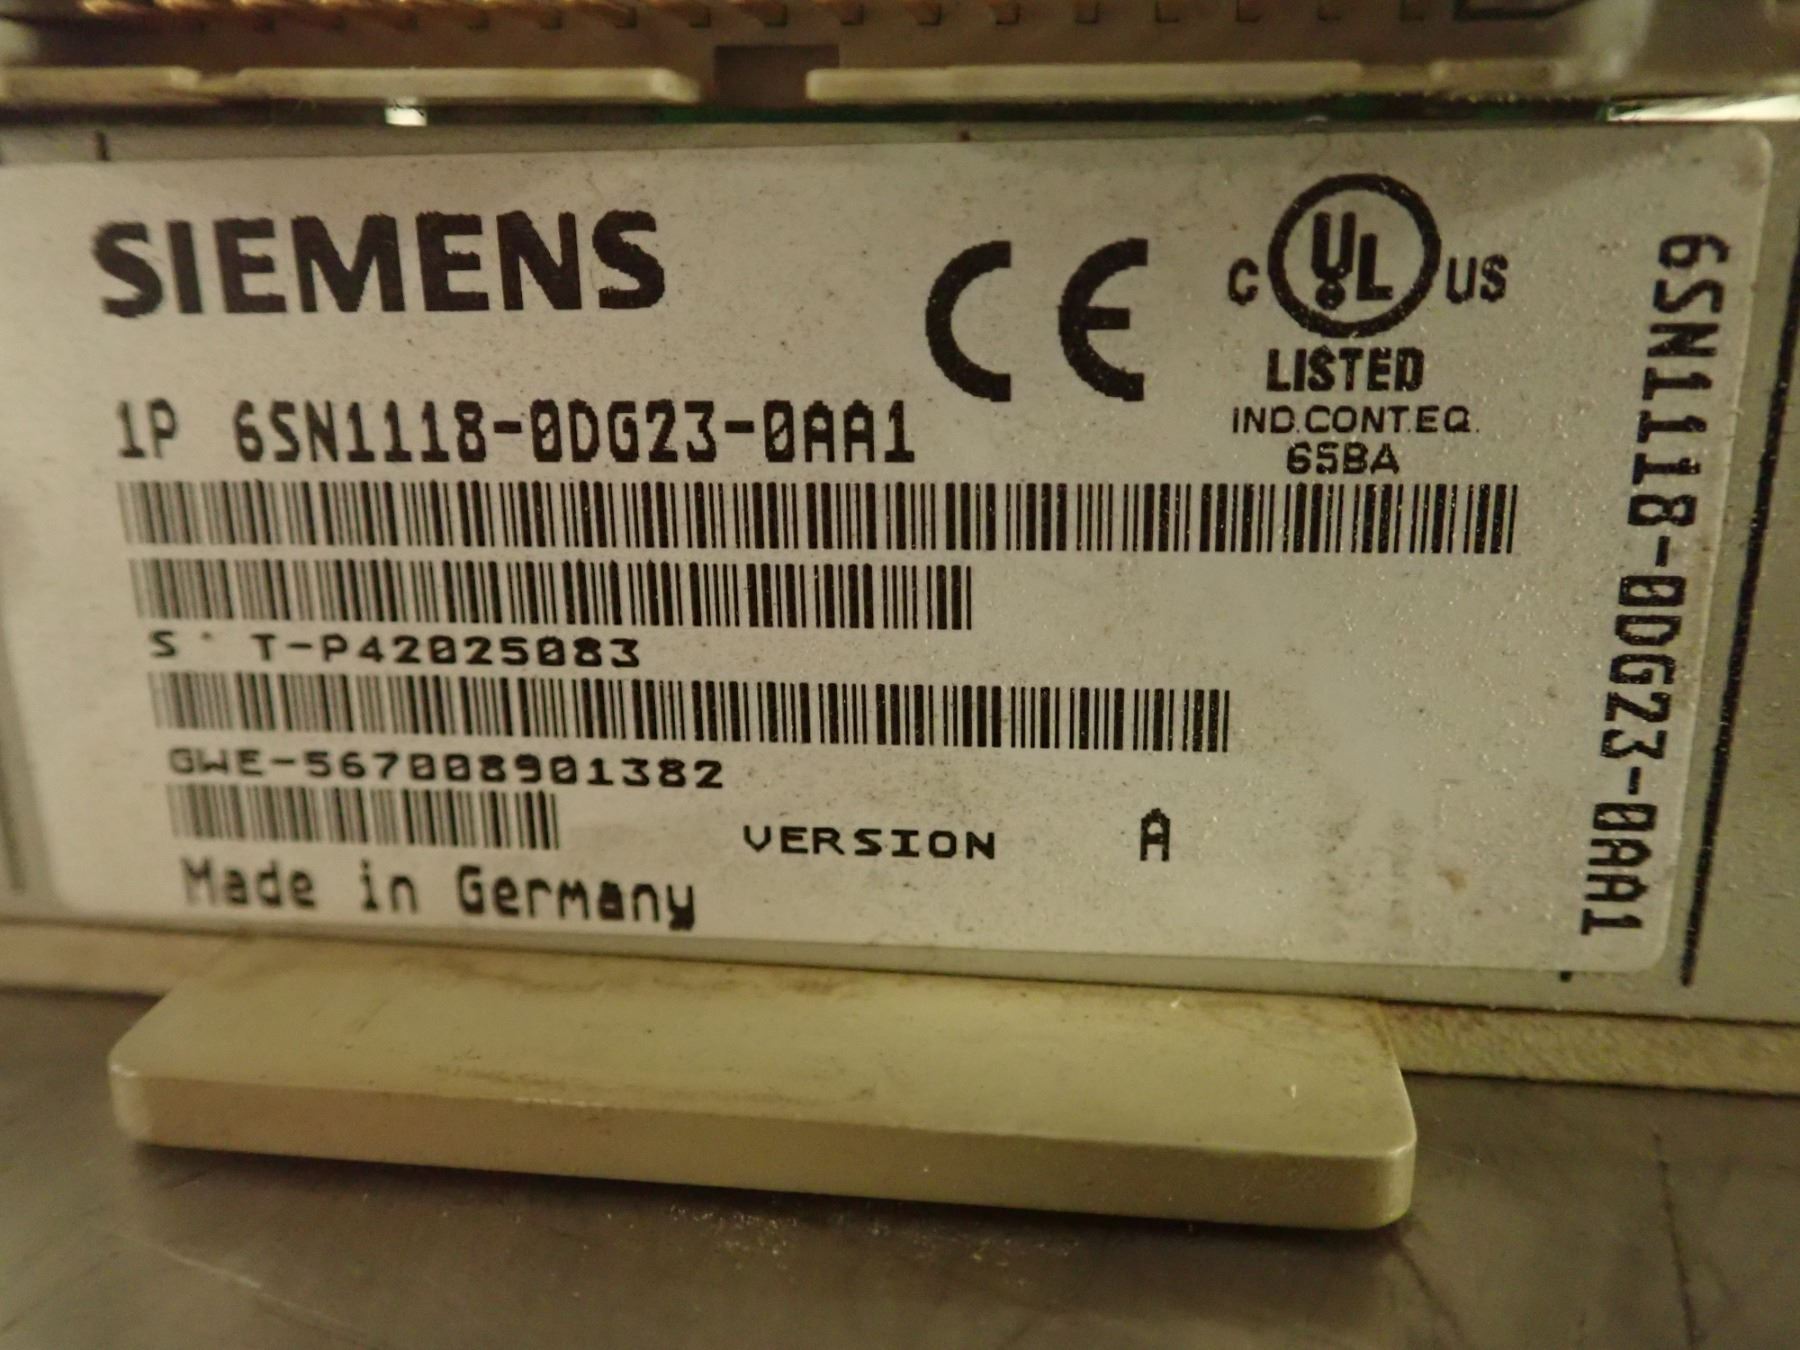 SIEMENS
CE
C UL US
LISTED
IND.CONT.EQ.
65BA
1P 6SN1118-0DG23-0AA1
S T-P42025083
GWE-567008901382
VERSION A
Made in Germany
6SN1118-0DG23-0AA1